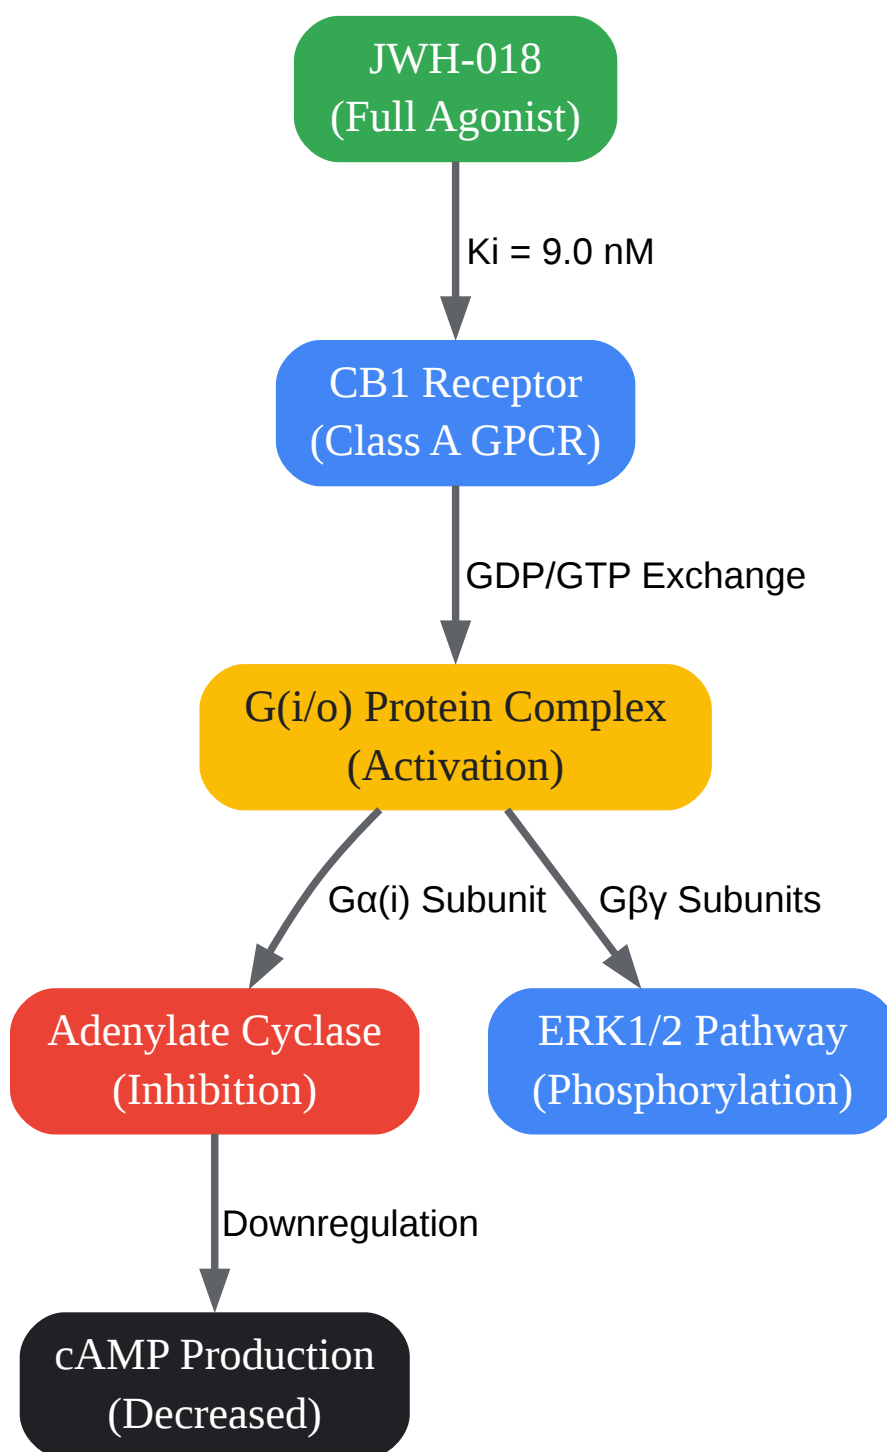 JWH-018
(Full Agonist)
Ki = 9.0 nM
CB1 Receptor
(Class A GPCR)
GDP/GTP Exchange
G(i/o) Protein Complex
(Activation)
Gα(i) Subunit
Gβγ Subunits
Adenylate Cyclase
(Inhibition)
ERK1/2 Pathway
(Phosphorylation)
Downregulation
cAMP Production
(Decreased)